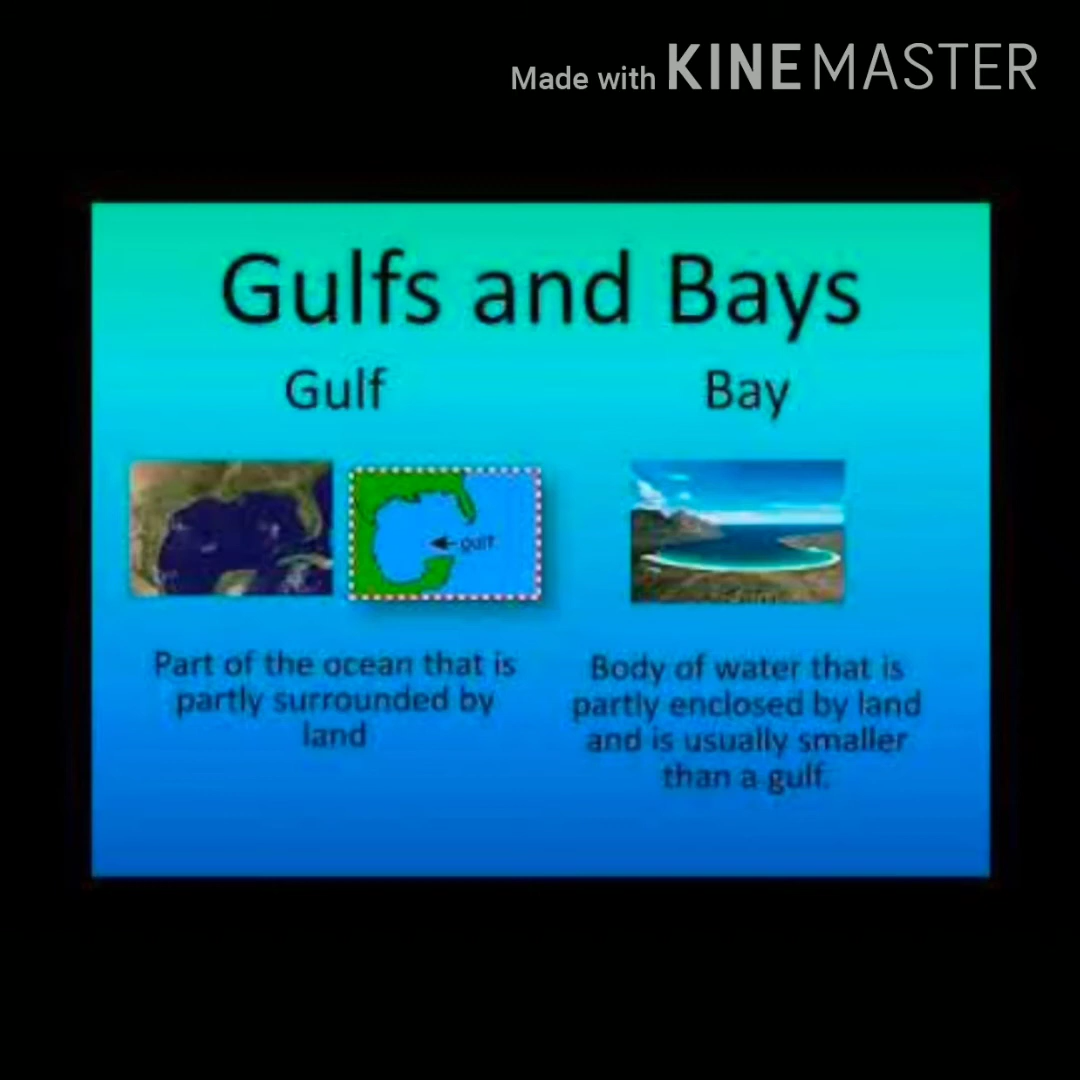 Made with KINEMASTER
Gulfs and Bays
Gulf
Bay
gulf
Part of the ocean that is
partly surrounded by
land
Body of water that is
partly enclosed by land
and is usually smaller
than a gulf.